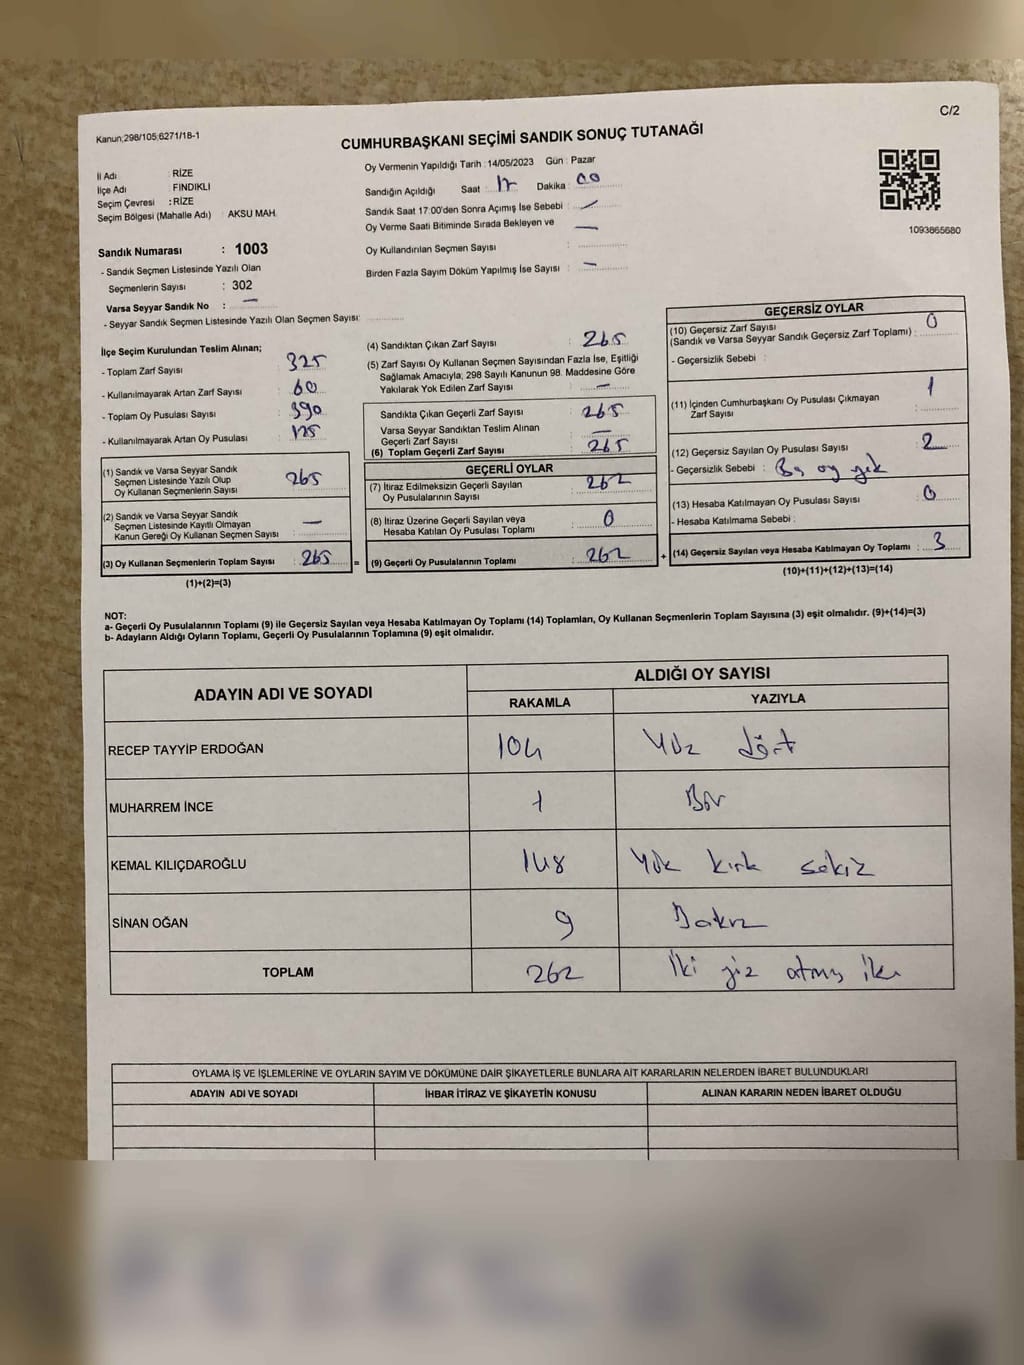 C/2
Kanun:298/105;6271/18-1
CUMHURBAŞKANI SEÇİMİ SANDIK SONUÇ TUTANAĞI
İl Adı : RİZE
İlçe Adı : FINDIKLI
Seçim Çevresi : RİZE
Seçim Bölgesi (Mahalle Adı) : AKSU MAH.
Oy Vermenin Yapıldığı Tarih :14/05/2023 Gün : Pazar
Sandığın Açıldığı Saat : 17 Dakika : 00
Sandık Saat 17:00'den Sonra Açımış İse Sebebi : —
Oy Verme Saati Bitiminde Sırada Bekleyen ve —
Oy Kullandırılan Seçmen Sayısı :
Birden Fazla Sayım Döküm Yapılmış İse Sayısı : —
1093865680
Sandık Numarası : 1003
- Sandık Seçmen Listesinde Yazılı Olan
Seçmenlerin Sayısı : 302
Varsa Seyyar Sandık No : —
- Seyyar Sandık Seçmen Listesinde Yazılı Olan Seçmen Sayısı:
İlçe Seçim Kurulundan Teslim Alınan;
- Toplam Zarf Sayısı : 325
- Kullanılmayarak Artan Zarf Sayısı : 60
- Toplam Oy Pusulası Sayısı : 390
- Kullanılmayarak Artan Oy Pusulası : 125
(1) Sandık ve Varsa Seyyar Sandık
Seçmen Listesinde Yazılı Olup
Oy Kullanan Seçmenlerin Sayısı : 265
(2) Sandık ve Varsa Seyyar Sandık
Seçmen Listesinde Kayıtlı Olmayan
Kanun Gereği Oy Kullanan Seçmen Sayısı : —
(3) Oy Kullanan Seçmenlerin Toplam Sayısı : 265
(1)+(2)=(3)
(4) Sandıktan Çıkan Zarf Sayısı : 265
(5) Zarf Sayısı Oy Kullanan Seçmen Sayısından Fazla İse, Eşitliği
Sağlamak Amacıyla; 298 Sayılı Kanunun 98. Maddesine Göre
Yakılarak Yok Edilen Zarf Sayısı : —
Sandıkta Çıkan Geçerli Zarf Sayısı : 265
Varsa Seyyar Sandıktan Teslim Alınan
Geçerli Zarf Sayısı : —
(6) Toplam Geçerli Zarf Sayısı : 265
GEÇERLİ OYLAR
(7) İtiraz Edilmeksizin Geçerli Sayılan
Oy Pusulalarının Sayısı : 262
(8) İtiraz Üzerine Geçerli Sayılan veya
Hesaba Katılan Oy Pusulası Toplamı : 0
= (9) Geçerli Oy Pusulalarının Toplamı : 262
GEÇERSİZ OYLAR
(10) Geçersiz Zarf Sayısı 0
(Sandık ve Varsa Seyyar Sandık Geçersiz Zarf Toplamı) :
- Geçersizlik Sebebi :
(11) İçinden Cumhurbaşkanı Oy Pusulası Çıkmayan 1
Zarf Sayısı :
(12) Geçersiz Sayılan Oy Pusulası Sayısı : 2
- Geçersizlik Sebebi : oy
(13) Hesaba Katılmayan Oy Pusulası Sayısı : 0
- Hesaba Katılmama Sebebi :
+ (14) Geçersiz Sayılan veya Hesaba Katılmayan Oy Toplamı : 3
(10)+(11)+(12)+(13)=(14)
NOT:
a- Geçerli Oy Pusulalarının Toplamı (9) ile Geçersiz Sayılan veya Hesaba Katılmayan Oy Toplamı (14) Toplamları, Oy Kullanan Seçmenlerin Toplam Sayısına (3) eşit olmalıdır. (9)+(14)=(3)
b- Adayların Aldığı Oyların Toplamı, Geçerli Oy Pusulalarının Toplamına (9) eşit olmalıdır.
ADAYIN ADI VE SOYADI ALDIĞI OY SAYISI
RAKAMLA YAZIYLA
RECEP TAYYİP ERDOĞAN 104 Yüz dört
MUHARREM İNCE 1 Bir
KEMAL KILIÇDAROĞLU 148 Yüz kırk sekiz
SİNAN OĞAN 9 Dokuz
TOPLAM 262 İki yüz atmış iki
OYLAMA İŞ VE İŞLEMLERİNE VE OYLARIN SAYIM VE DÖKÜMÜNE DAİR ŞİKAYETLERLE BUNLARA AİT KARARLARIN NELERDEN İBARET BULUNDUKLARI
ADAYIN ADI VE SOYADI İHBAR İTİRAZ VE ŞİKAYETİN KONUSU ALINAN KARARIN NEDEN İBARET OLDUĞU